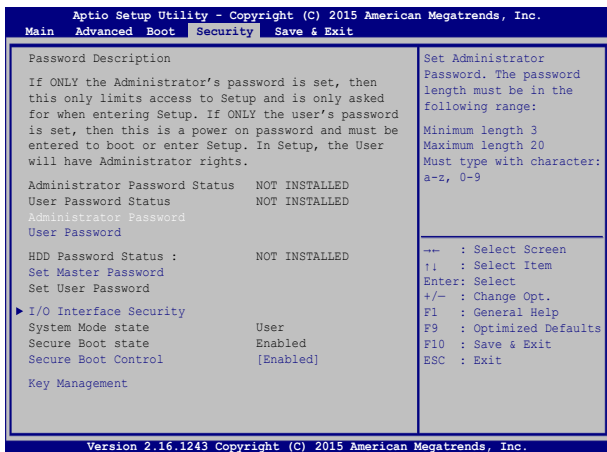 Aptio Setup Utility - Copyright (C) 2015 American Megatrends, Inc.
Main Advanced Boot Security Save & Exit
Password Description
If ONLY the Administrator's password is set, then
this only limits access to Setup and is only asked
for when entering Setup. If ONLY the user's password
is set, then this is a power on password and must be
entered to boot or enter Setup. In Setup, the User
will have Administrator rights.
Administrator Password Status NOT INSTALLED
User Password Status NOT INSTALLED
Administrator Password
User Password
HDD Password Status : NOT INSTALLED
Set Master Password
Set User Password
I/O Interface Security
System Mode state User
Secure Boot state Enabled
Secure Boot Control [Enabled]
Key Management
Set Administrator
Password. The password
length must be in the
following range:
Minimum length 3
Maximum length 20
Must type with character:
a-z, 0-9
→← : Select Screen
↑↓ : Select Item
Enter: Select
+/— : Change Opt.
F1 : General Help
F9 : Optimized Defaults
F10 : Save & Exit
ESC : Exit
Version 2.16.1243 Copyright (C) 2015 American Megatrends, Inc.